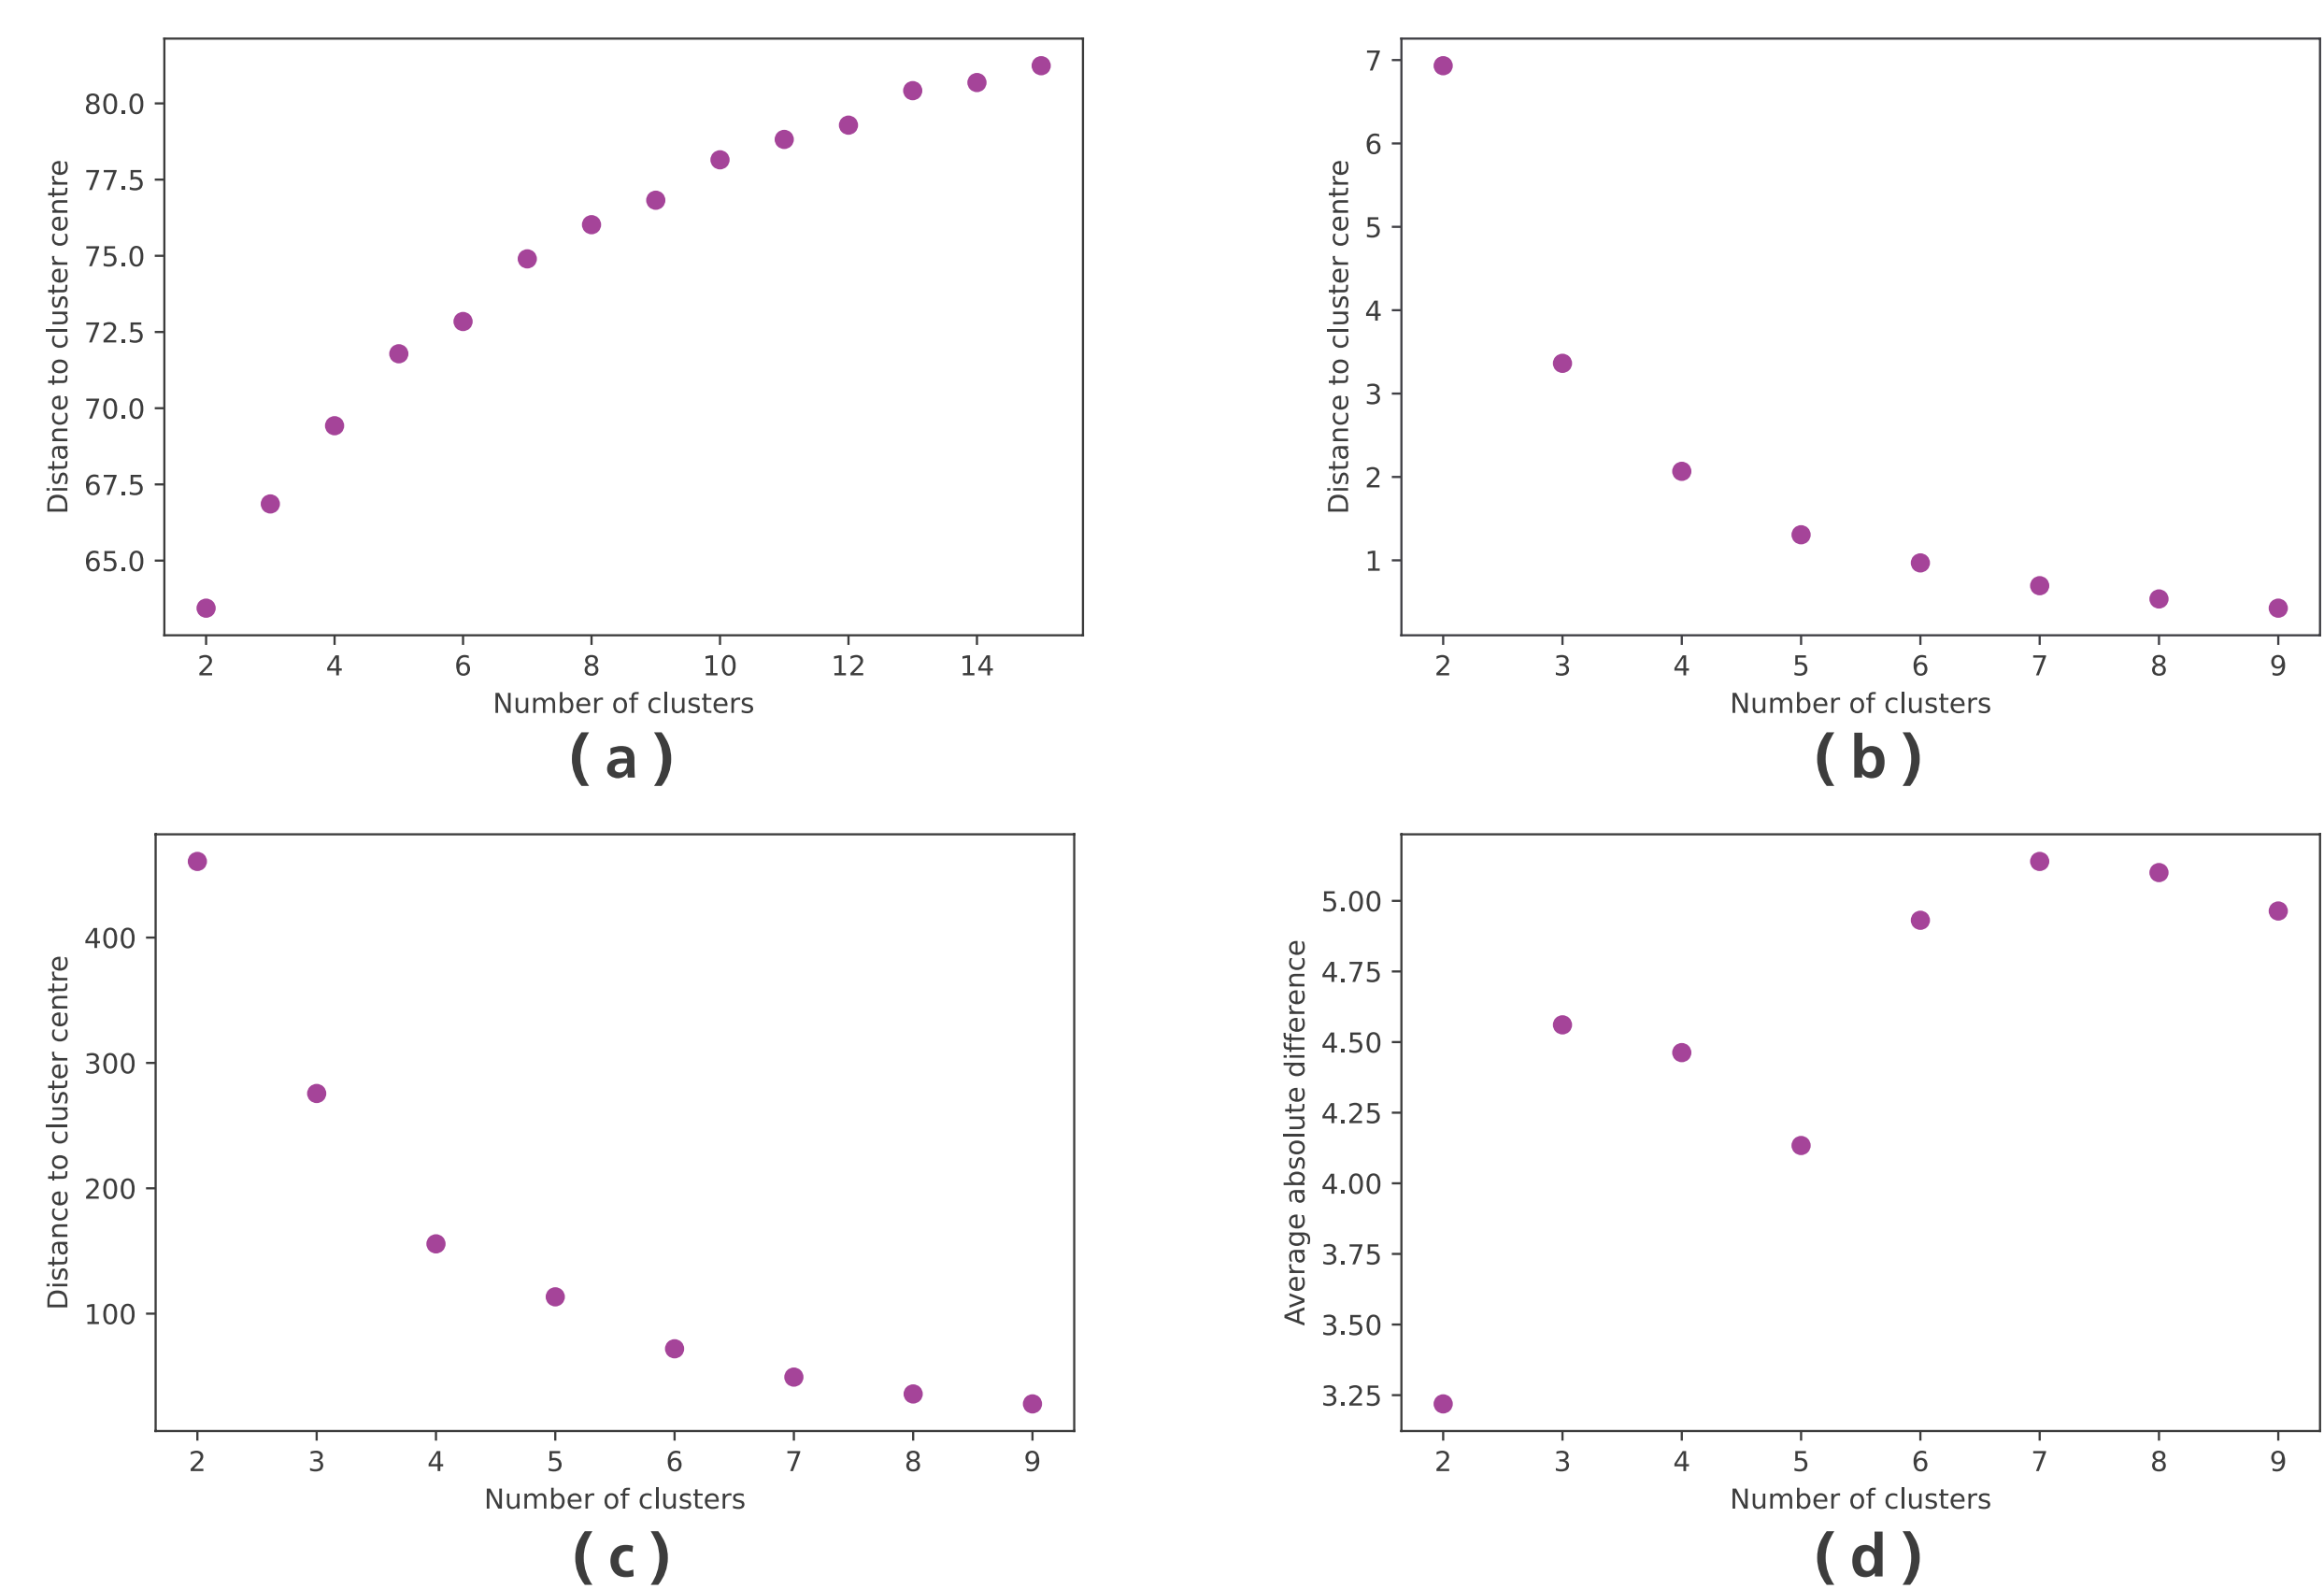 Distance to cluster centre
80.0
77.5
75.0
72.5
70.0
67.5
65.0
2 4 6 8 10 12 14
Number of clusters
(a)
Distance to cluster centre
7
6
5
4
3
2
1
2 3 4 5 6 7 8 9
Number of clusters
(b)
Distance to cluster centre
400
300
200
100
2 3 4 5 6 7 8 9
Number of clusters
(c)
Average absolute difference
5.00
4.75
4.50
4.25
4.00
3.75
3.50
3.25
2 3 4 5 6 7 8 9
Number of clusters
(d)